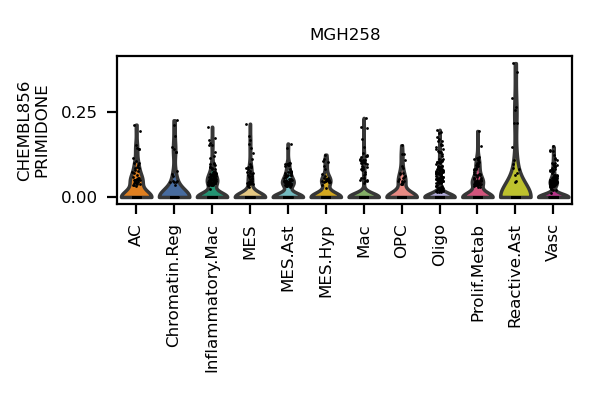 MGH258
CHEMBL856
PRIMIDONE
0.25
0.00
AC
Chromatin.Reg
Inflammatory.Mac
MES
MES.Ast
MES.Hyp
Mac
OPC
Oligo
Prolif.Metab
Reactive.Ast
Vasc